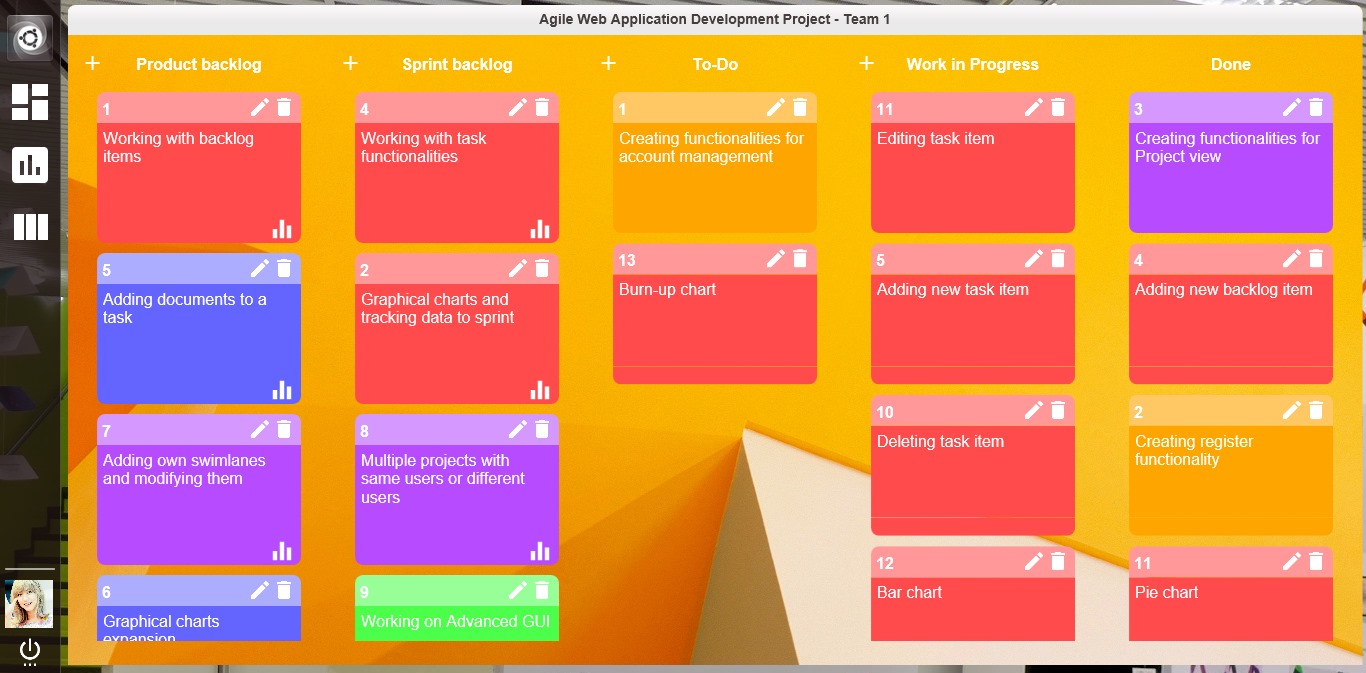 Agile Web Application Development Project - Team 1
Product backlog
1
Working with backlog
items
5
Adding documents to a
task
7
Adding own swimlanes
and modifying them
6
Graphical charts
expansion
Sprint backlog
4
Working with task
functionalities
2
Graphical charts and
tracking data to sprint
8
Multiple projects with
same users or different
users
9
Working on Advanced GUI
To-Do
1
Creating functionalities for
account management
13
Burn-up chart
Work in Progress
11
Editing task item
5
Adding new task item
10
Deleting task item
12
Bar chart
Done
3
Creating functionalities for
Project view
4
Adding new backlog item
2
Creating register
functionality
11
Pie chart